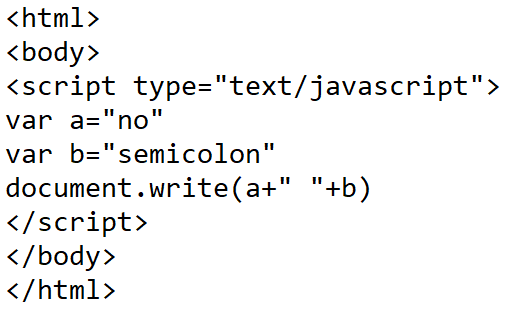 <html>
<body>
<script type="text/javascript">
var a="no"
var b="semicolon"
document.write(a+" "+b)
</script>
</body>
</html>